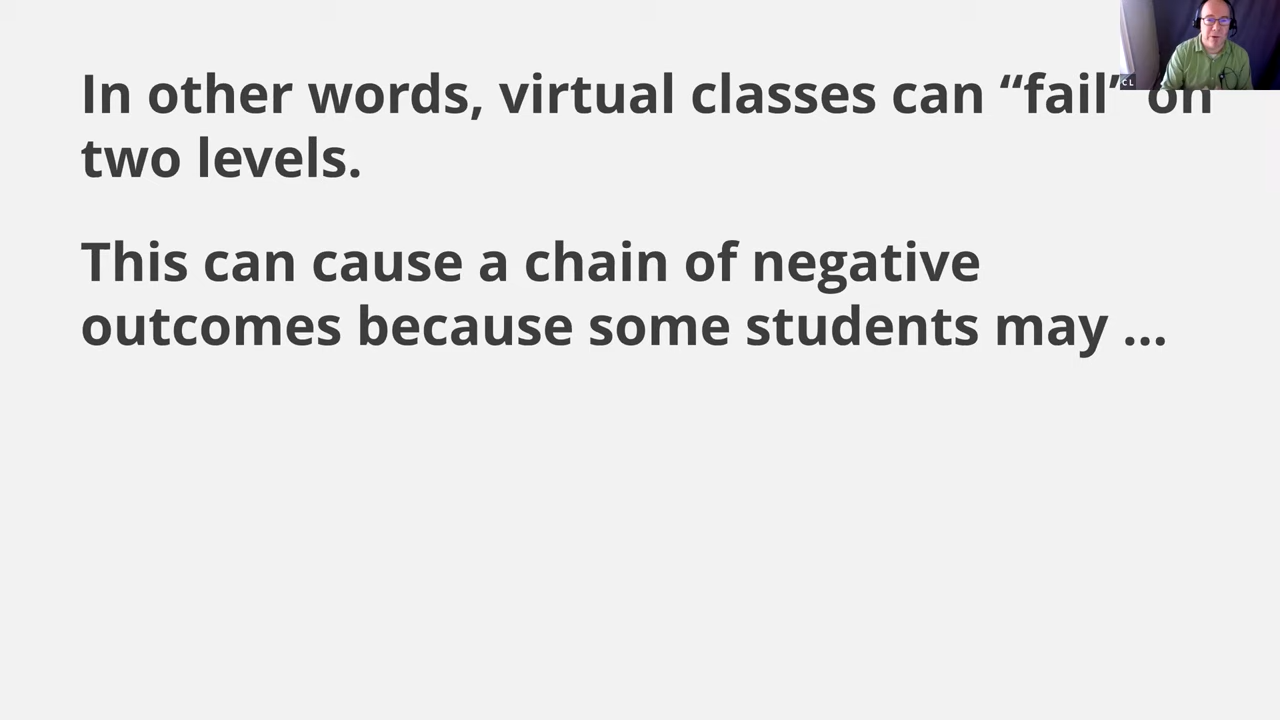 In other words, virtual classes can “fail” on
two levels.
This can cause a chain of negative
outcomes because some students may ...
C L